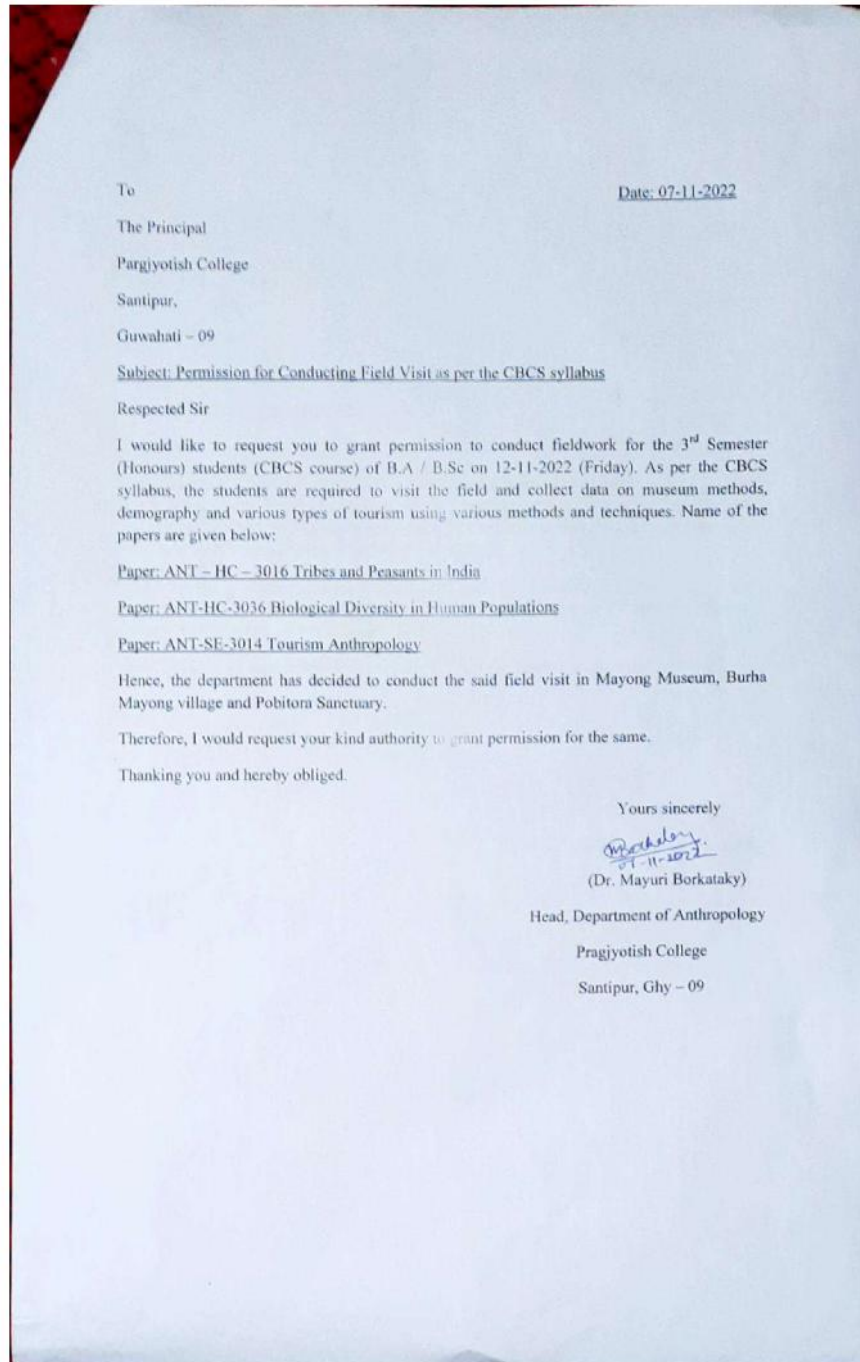 To
Date: 07-11-2022
The Principal
Pargjyotish College
Santipur,
Guwahati – 09
Subject: Permission for Conducting Field Visit as per the CBCS syllabus
Respected Sir
I would like to request you to grant permission to conduct fieldwork for the 3rd Semester
(Honours) students (CBCS course) of B.A / B.Sc on 12-11-2022 (Friday). As per the CBCS
syllabus, the students are required to visit the field and collect data on museum methods,
demography and various types of tourism using various methods and techniques. Name of the
papers are given below:
Paper: ANT – HC – 3016 Tribes and Peasants in India
Paper: ANT-HC-3036 Biological Diversity in Human Populations
Paper: ANT-SE-3014 Tourism Anthropology
Hence, the department has decided to conduct the said field visit in Mayong Museum, Burha
Mayong village and Pobitora Sanctuary.
Therefore, I would request your kind authority to grant permission for the same.
Thanking you and hereby obliged.
Yours sincerely
07-11-2022
(Dr. Mayuri Borkataky)
Head, Department of Anthropology
Pragjyotish College
Santipur, Ghy – 09